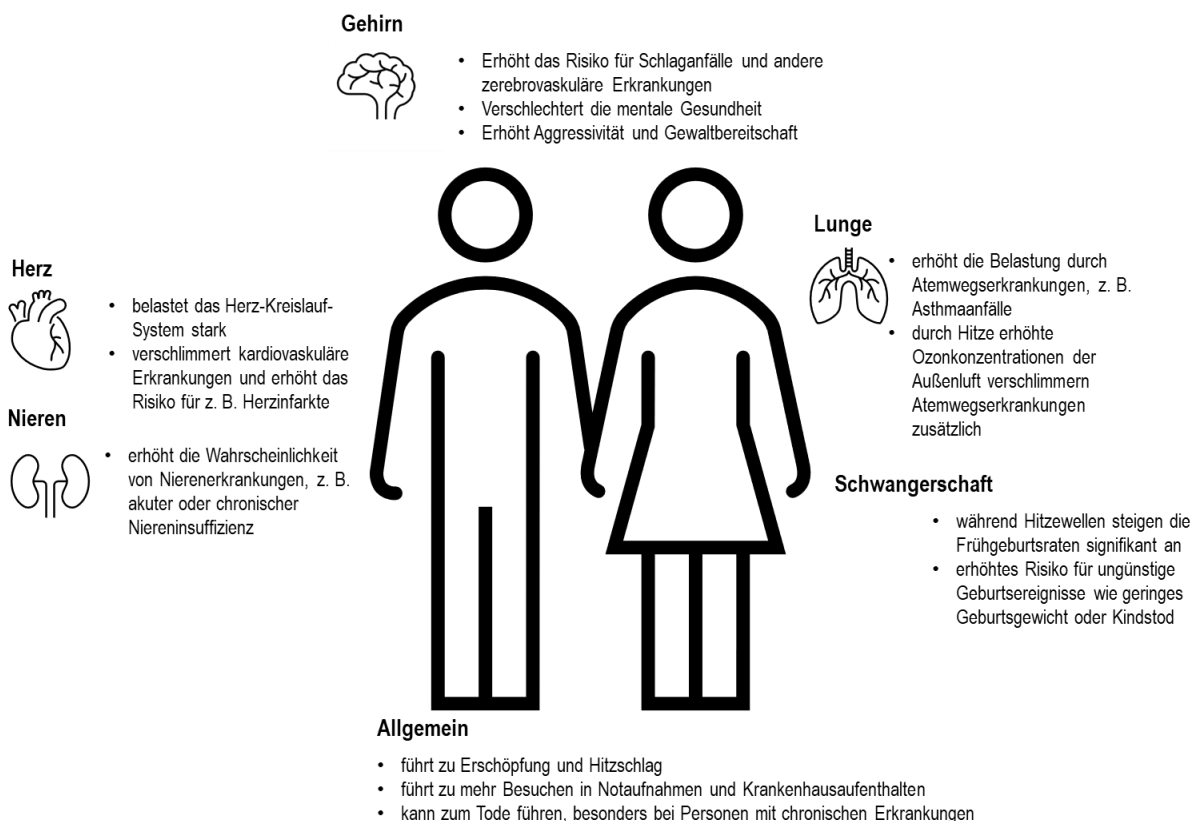 Gehirn
• Erhöht das Risiko für Schlaganfälle und andere
zerebrovaskuläre Erkrankungen
• Verschlechtert die mentale Gesundheit
• Erhöht Aggressivität und Gewaltbereitschaft
Herz
• belastet das Herz-Kreislauf-
System stark
• verschlimmert kardiovaskuläre
Erkrankungen und erhöht das
Risiko für z. B. Herzinfarkte
Nieren
• erhöht die Wahrscheinlichkeit
von Nierenerkrankungen, z. B.
akuter oder chronischer
Niereninsuffizienz
Lunge
• erhöht die Belastung durch
Atemwegserkrankungen, z. B.
Asthmaanfälle
• durch Hitze erhöhte
Ozonkonzentrationen der
Außenluft verschlimmern
Atemwegserkrankungen
zusätzlich
Schwangerschaft
• während Hitzewellen steigen die
Frühgeburtsraten signifikant an
• erhöhtes Risiko für ungünstige
Geburtsereignisse wie geringes
Geburtsgewicht oder Kindstod
Allgemein
• führt zu Erschöpfung und Hitzschlag
• führt zu mehr Besuchen in Notaufnahmen und Krankenhausaufenthalten
• kann zum Tode führen, besonders bei Personen mit chronischen Erkrankungen